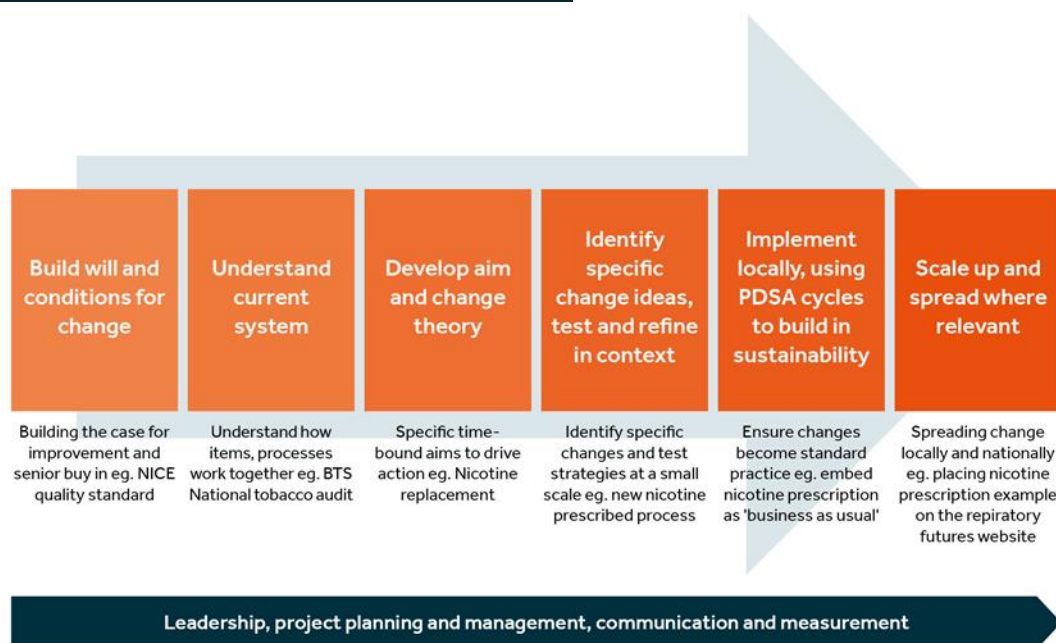 Build will and
conditions for
change
Understand
current
system
Develop aim
and change
theory
Identify
specific
change ideas,
test and refine
in context
Implement
locally, using
PDSA cycles
to build in
sustainability
Scale up and
spread where
relevant
Building the case for
improvement and
senior buy in eg. NICE
quality standard
Understand how
items, processes
work together eg. BTS
National tobacco audit
Specific time-
bound aims to drive
action eg. Nicotine
replacement
Identify specific
changes and test
strategies at a small
scale eg. new nicotine
prescribed process
Ensure changes
become standard
practice eg. embed
nicotine prescription
as 'business as usual'
Spreading change
locally and nationally
eg. placing nicotine
prescription example
on the repiratory
futures website
Leadership, project planning and management, communication and measurement